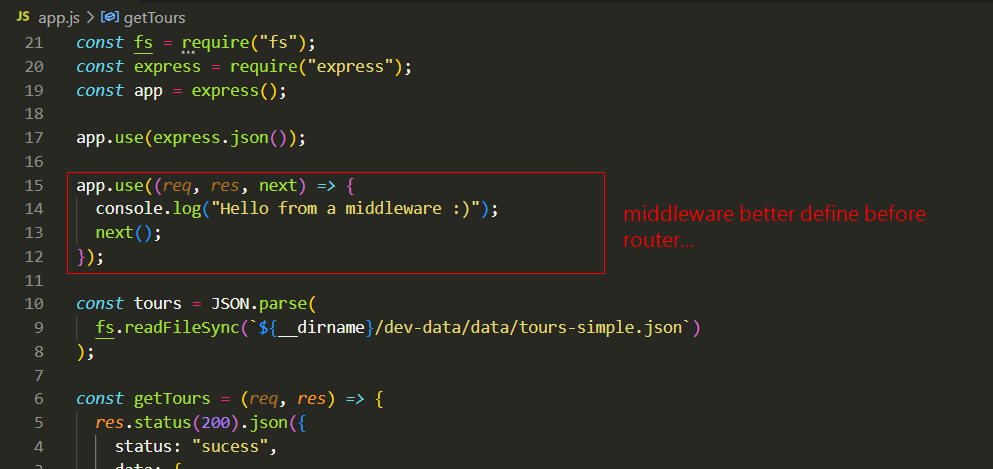 JS app.js > getTours
21 const fs = require("fs");
20 const express = require("express");
19 const app = express();
18
17 app.use(express.json());
16
15 app.use((req, res, next) => {
14 console.log("Hello from a middleware :)");
13 next();
12 });
middleware better define before
router...
11
10 const tours = JSON.parse(
9 fs.readFileSync(`${__dirname}/dev-data/data/tours-simple.json`)
8 );
7
6 const getTours = (req, res) => {
5 res.status(200).json({
4 status: "sucess",
3 data: {